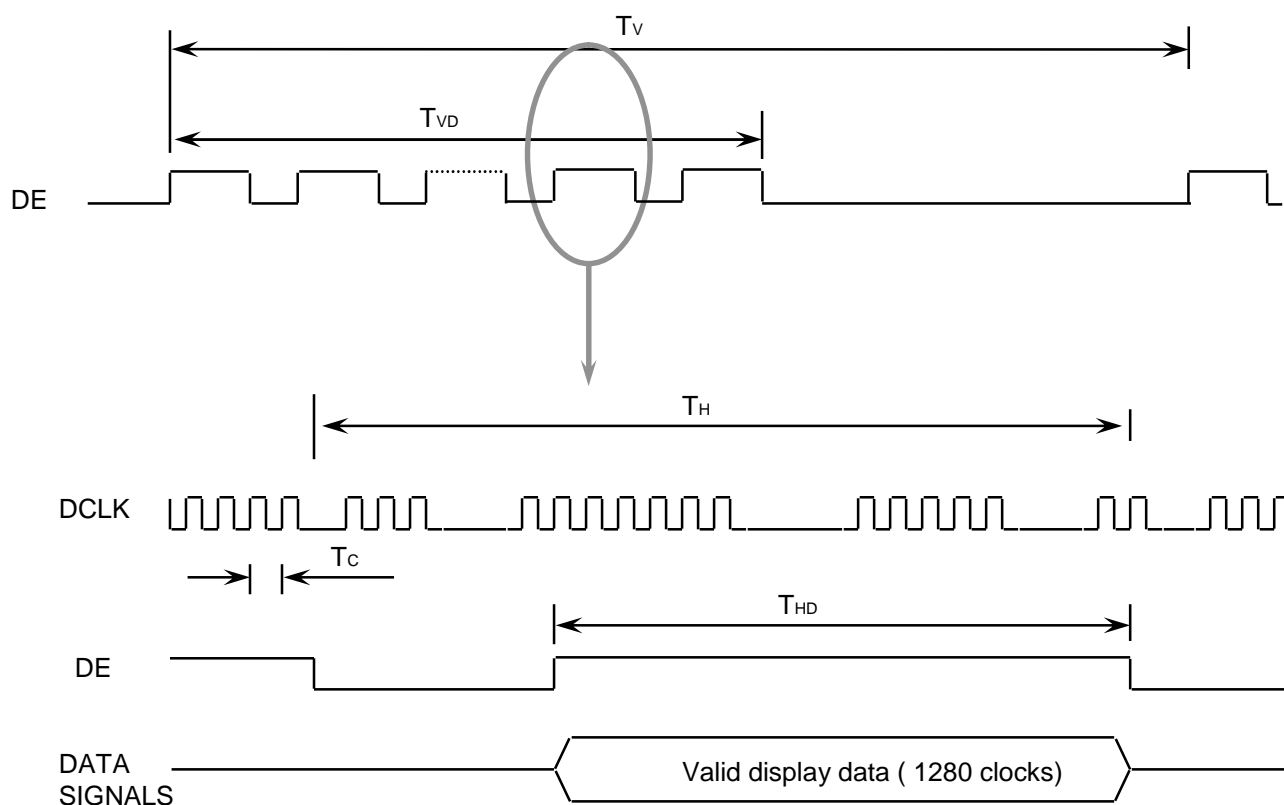 TV
TVD
DE
TH
DCLK
TC
THD
DE
DATA
SIGNALS
Valid display data ( 1280 clocks)